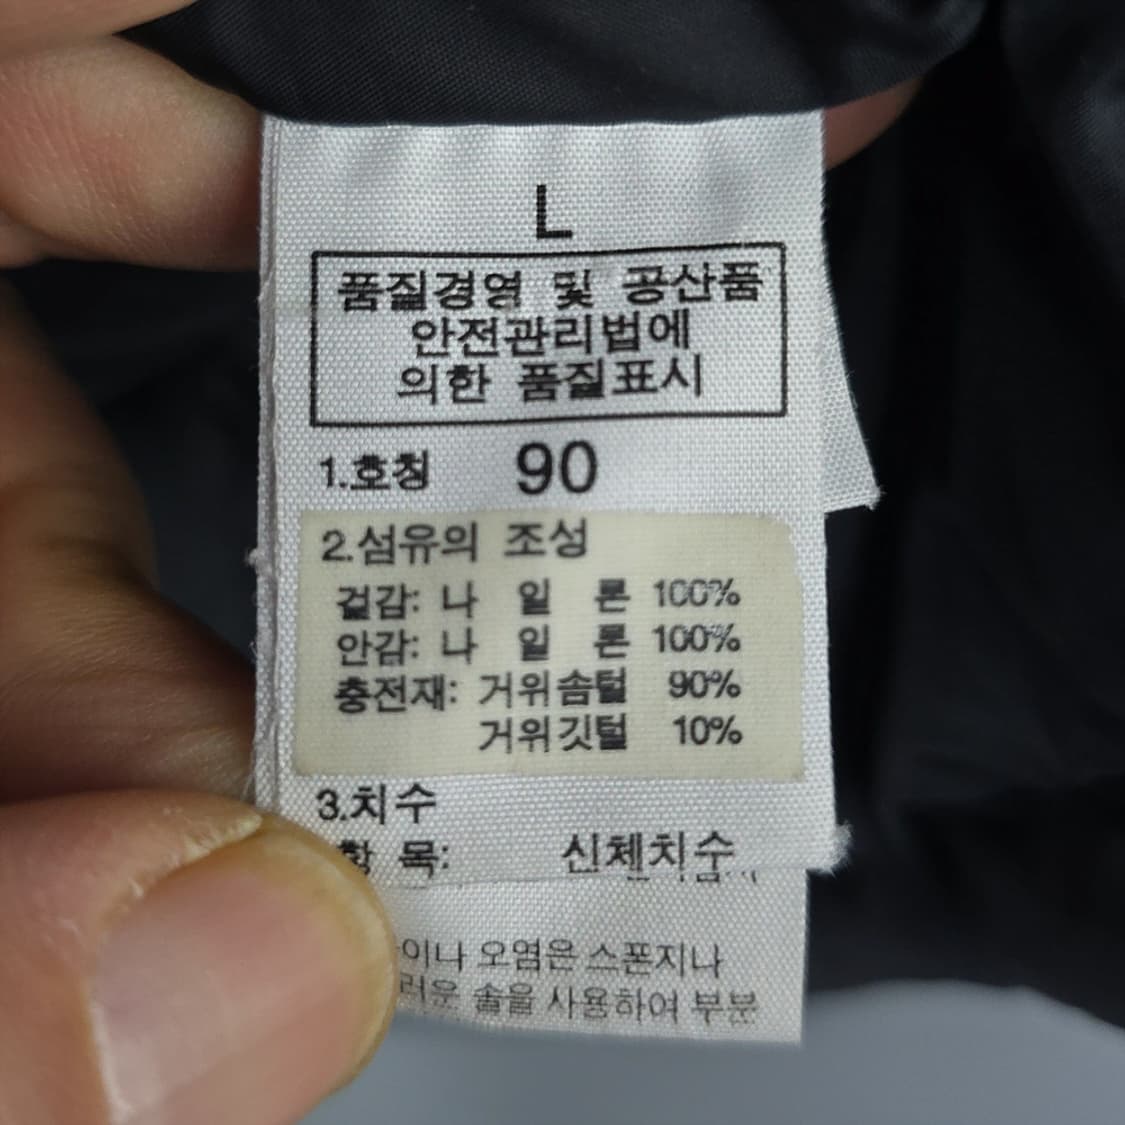 L
품질경영 및 공산품
안전관리법에
의한 품질표시
1.호칭 90
2.섬유의 조성
겉감: 나 일 론 100%
안감: 나 일 론 100%
충전재: 거위솜털 90%
거위깃털 10%
3.치수
항 목: 신체치수
이나 오염은 스폰지나
러운 솔을 사용하여 부분